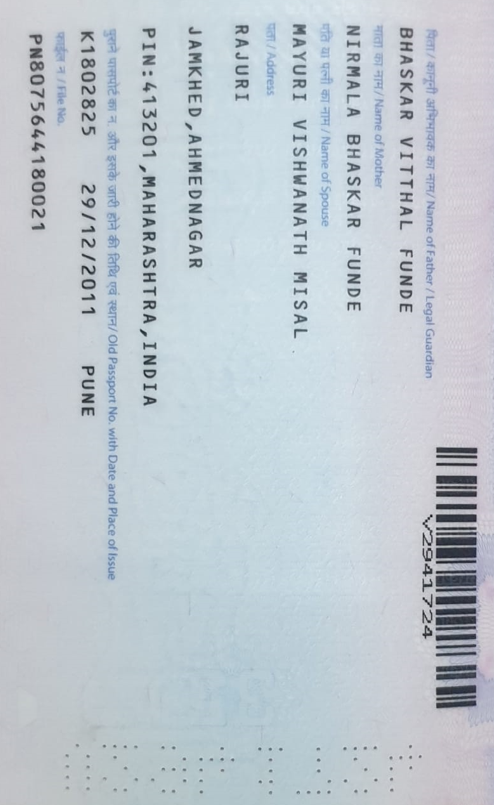 पिता / कानूनी अभिभावक का नाम / Name of Father / Legal Guardian
BHASKAR VITTHAL FUNDE
माता का नाम / Name of Mother
NIRMALA BHASKAR FUNDE
पति या पत्नी का नाम / Name of Spouse
MAYURI VISHWANATH MISAL
पता / Address
RAJURI
JAMKHED,AHMEDNAGAR
PIN:413201,MAHARASHTRA,INDIA
पुराने पासपोर्ट का न. और इसके जारी होने की तिथि एवं स्थान / Old Passport No. with Date and Place of Issue
K1802825 29/12/2011 PUNE
फाईल न. / File No.
PN8075644180021
V2941724